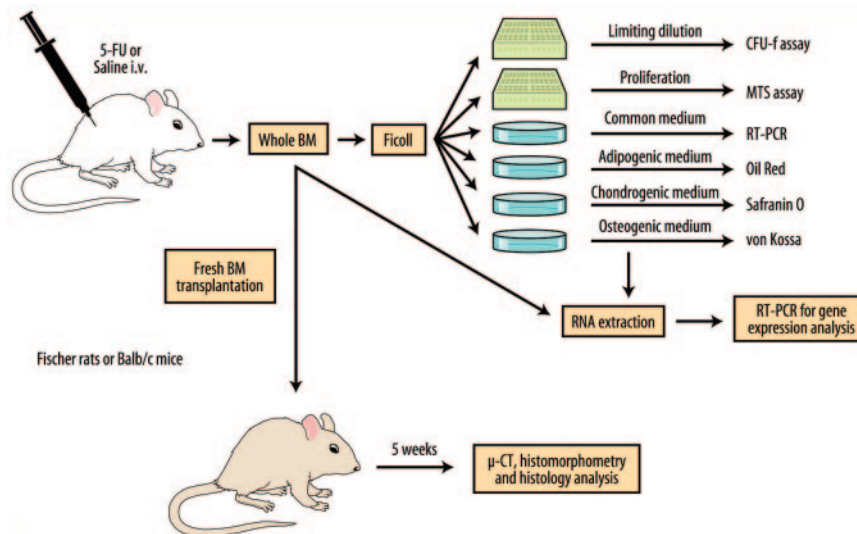 5-FU or
Saline i.v.
Whole BM
Ficoll
Limiting dilution
CFU-f assay
Proliferation
MTS assay
Common medium
RT-PCR
Adipogenic medium
Oil Red
Chondrogenic medium
Safranin O
Osteogenic medium
von Kossa
Fresh BM
transplantation
RNA extraction
RT-PCR for gene
expression analysis
Fischer rats or Balb/c mice
5 weeks
µ-CT, histomorphometry
and histology analysis